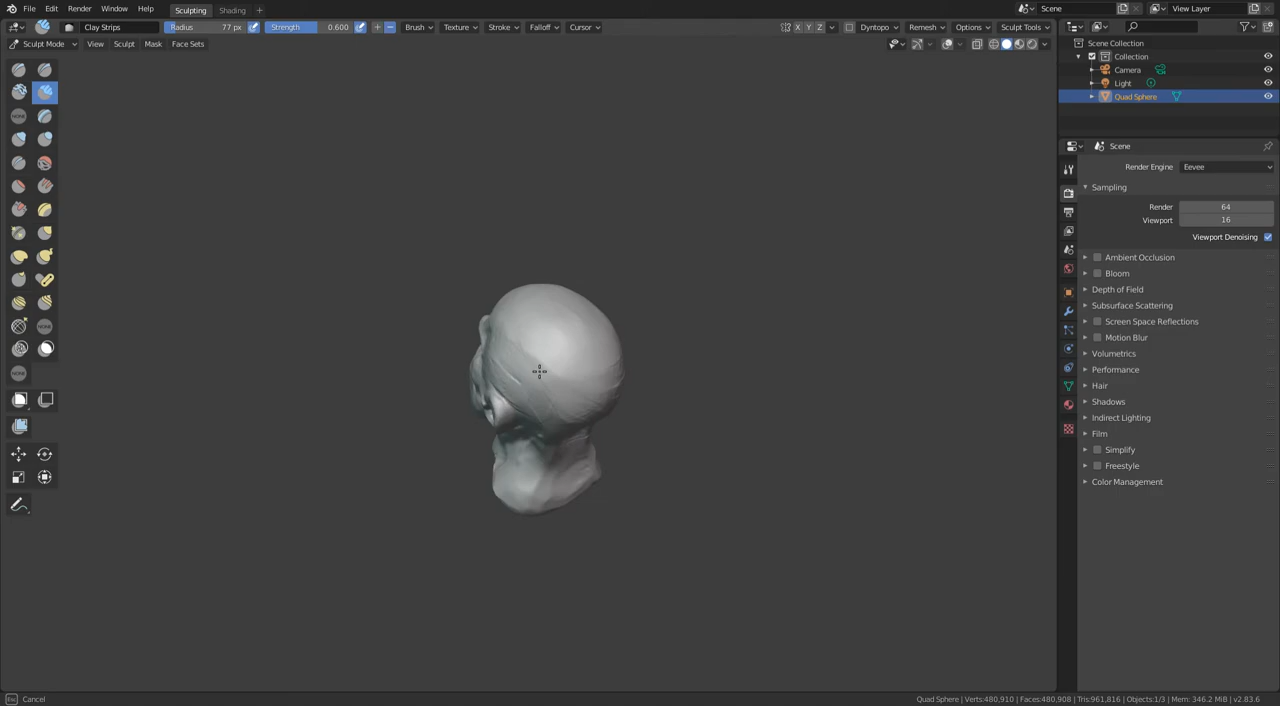 File Edit Render Window Help Sculpting Shading + Scene View Layer
Clay Strips Radius 77 px Strength 0.600 + − Brush Texture Stroke Falloff Cursor X Y Z Dyntopo Remesh Options Sculpt Tools
Sculpt Mode View Sculpt Mask Face Sets
Scene Collection
Collection
Camera
Light
Quad Sphere
Scene
Render Engine Eevee
Sampling
Render 64
Viewport 16
Viewport Denoising
Ambient Occlusion
Bloom
Depth of Field
Subsurface Scattering
Screen Space Reflections
Motion Blur
Volumetrics
Performance
Hair
Shadows
Indirect Lighting
Film
Simplify
Freestyle
Color Management
NONE
NONE
NONE
Esc Cancel Quad Sphere | Verts:480,910 | Faces:480,908 | Tris:961,816 | Objects:1/3 | Mem: 346.2 MiB | v2.83.6